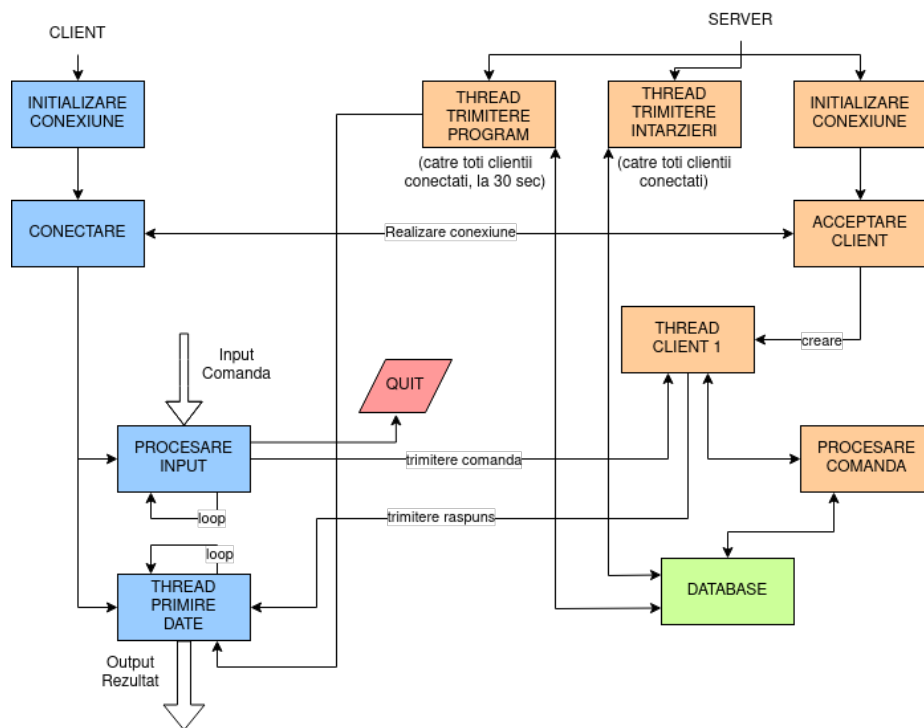 CLIENT
SERVER
INITIALIZARE
CONEXIUNE
THREAD
TRIMITERE
PROGRAM
(catre toti clientii
conectati, la 30 sec)
THREAD
TRIMITERE
INTARZIERI
(catre toti clientii
conectati)
INITIALIZARE
CONEXIUNE
CONECTARE
Realizare conexiune
ACCEPTARE
CLIENT
THREAD
CLIENT 1
creare
Input
Comanda
QUIT
PROCESARE
INPUT
trimitere comanda
PROCESARE
COMANDA
loop
trimitere raspuns
loop
THREAD
PRIMIRE
DATE
DATABASE
Output
Rezultat